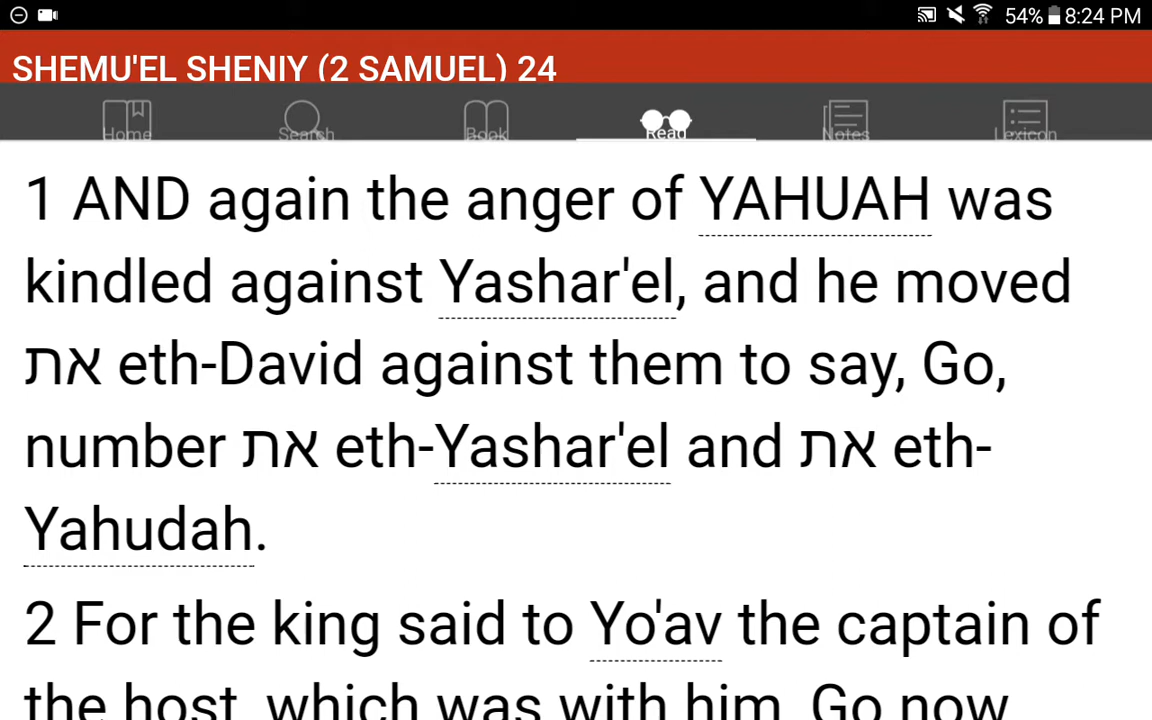 54% 8:24 PM
SHEMU'EL SHENIY (2 SAMUEL) 24
Home Search Book Read Notes Lexicon
1 AND again the anger of YAHUAH was
kindled against Yashar'el, and he moved
את eth-David against them to say, Go,
number את eth-Yashar'el and את eth-
Yahudah.
2 For the king said to Yo'av the captain of
the host, which was with him, Go now